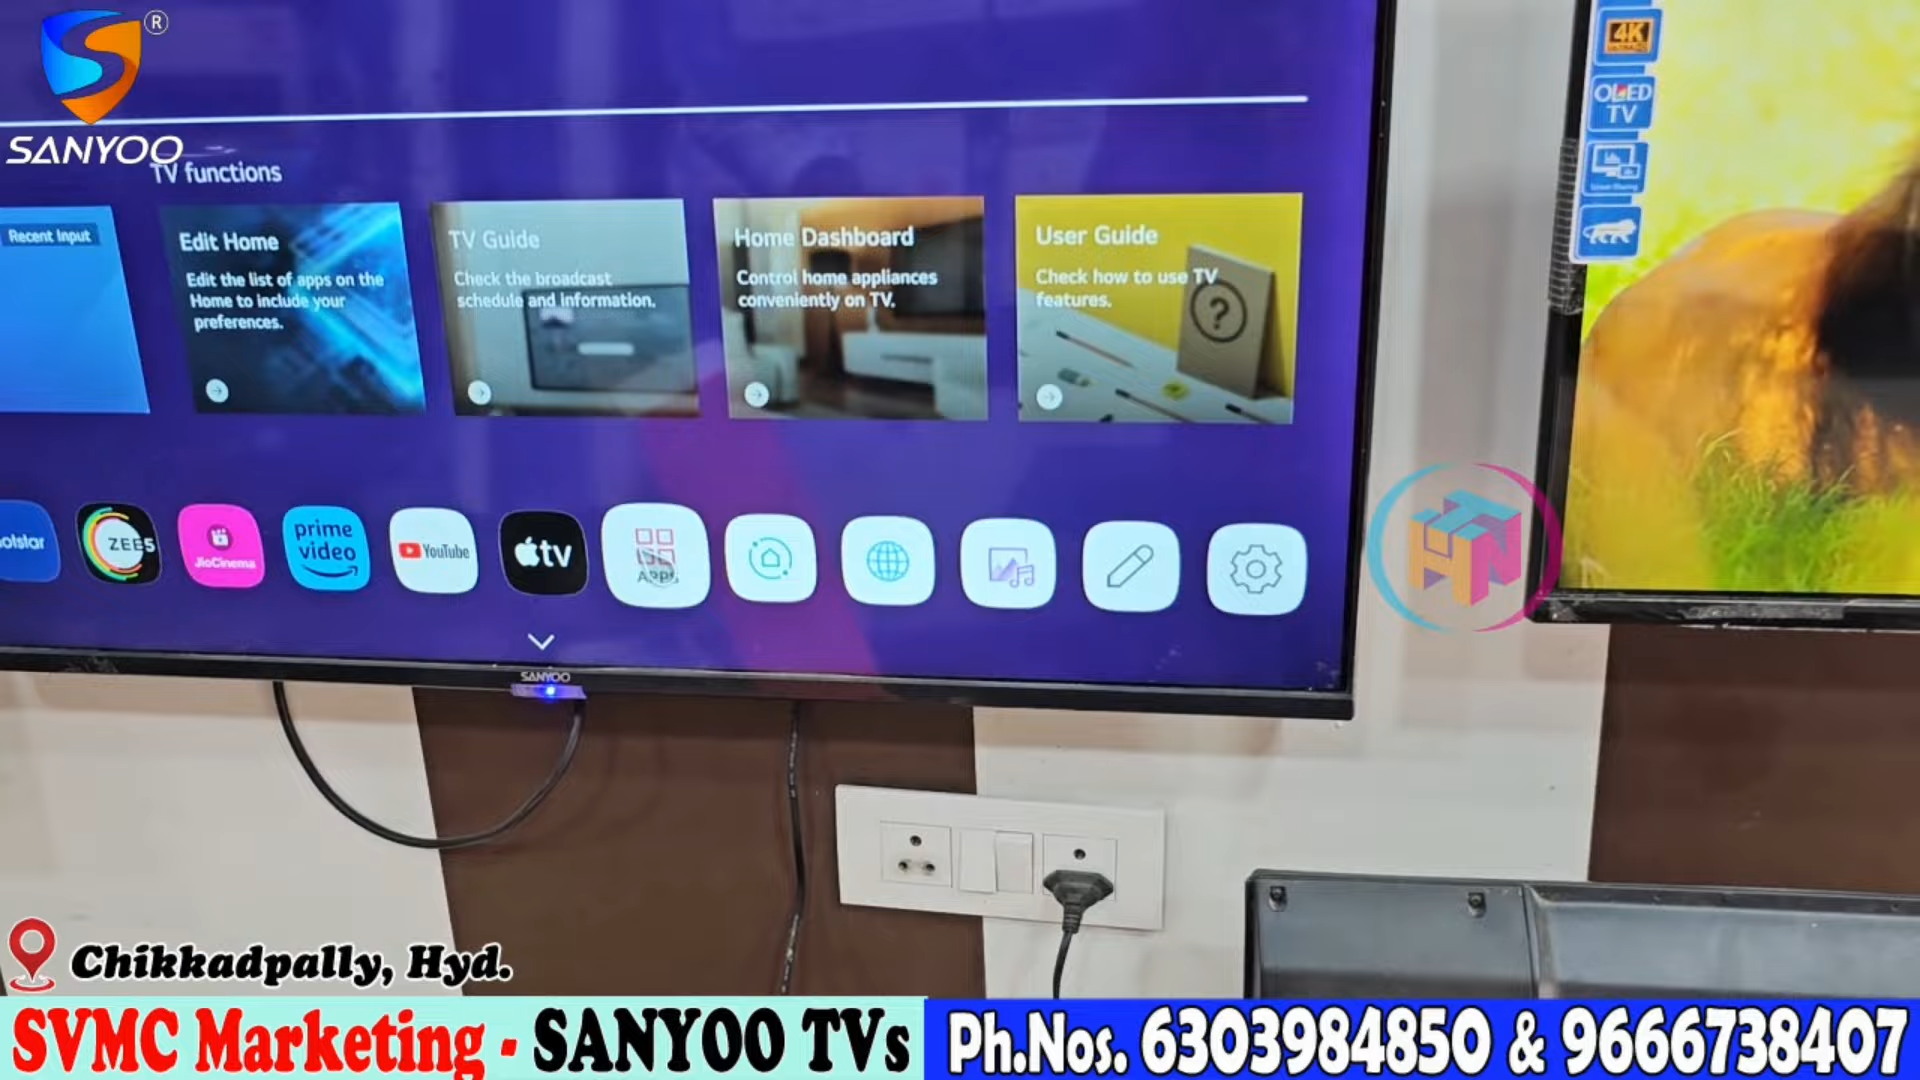 SANYOO
®
TV functions
Recent Input
Edit Home
Edit the list of apps on the
Home to include your
preferences.
TV Guide
Check the broadcast
schedule and information.
Home Dashboard
Control home appliances
conveniently on TV.
User Guide
Check how to use TV
features.
?
hotstar
ZEE5
JioCinema
prime
video
YouTube
tv
APPS
SANYOO
4K
OLED
TV
HN
Chikkadpally, Hyd.
SVMC Marketing - SANYOO TVs
Ph.Nos. 6303984850 & 9666738407